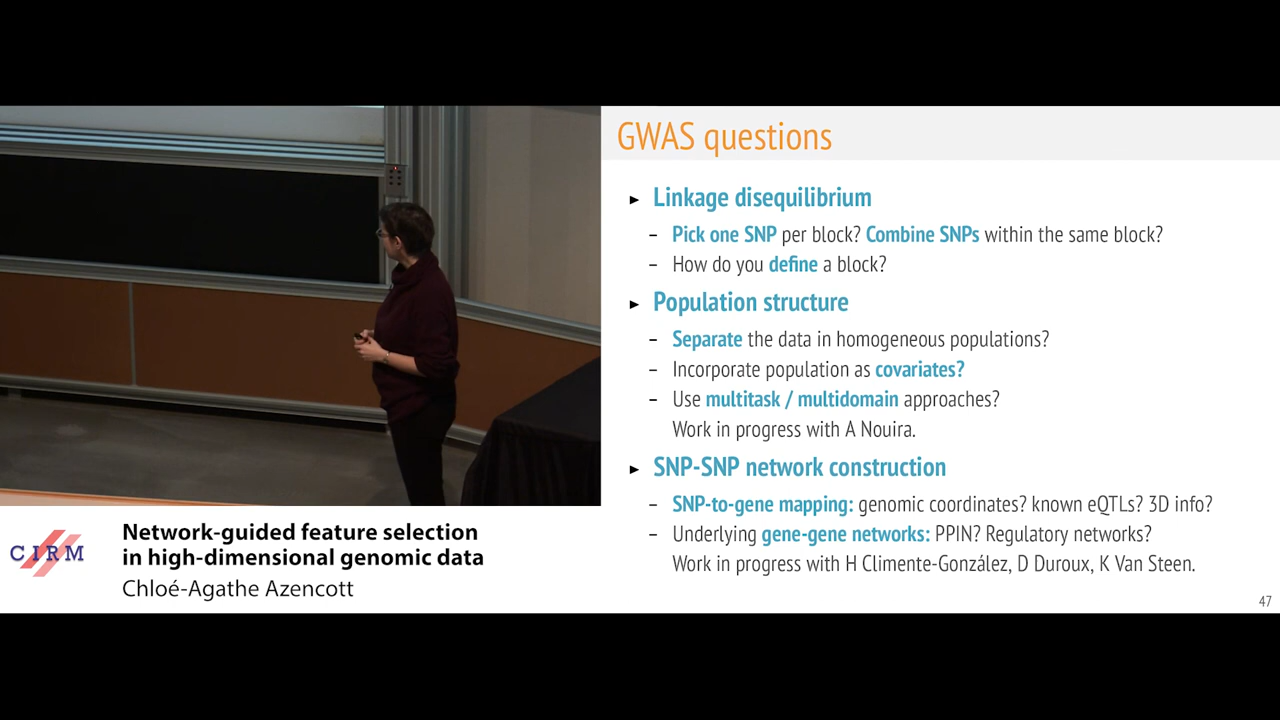 GWAS questions
► Linkage disequilibrium
– Pick one SNP per block? Combine SNPs within the same block?
– How do you define a block?
► Population structure
– Separate the data in homogeneous populations?
– Incorporate population as covariates?
– Use multitask / multidomain approaches?
Work in progress with A Nouira.
► SNP-SNP network construction
– SNP-to-gene mapping: genomic coordinates? known eQTLs? 3D info?
– Underlying gene-gene networks: PPIN? Regulatory networks?
Work in progress with H Climente-González, D Duroux, K Van Steen.
47
CIRM
Network-guided feature selection
in high-dimensional genomic data
Chloé-Agathe Azencott